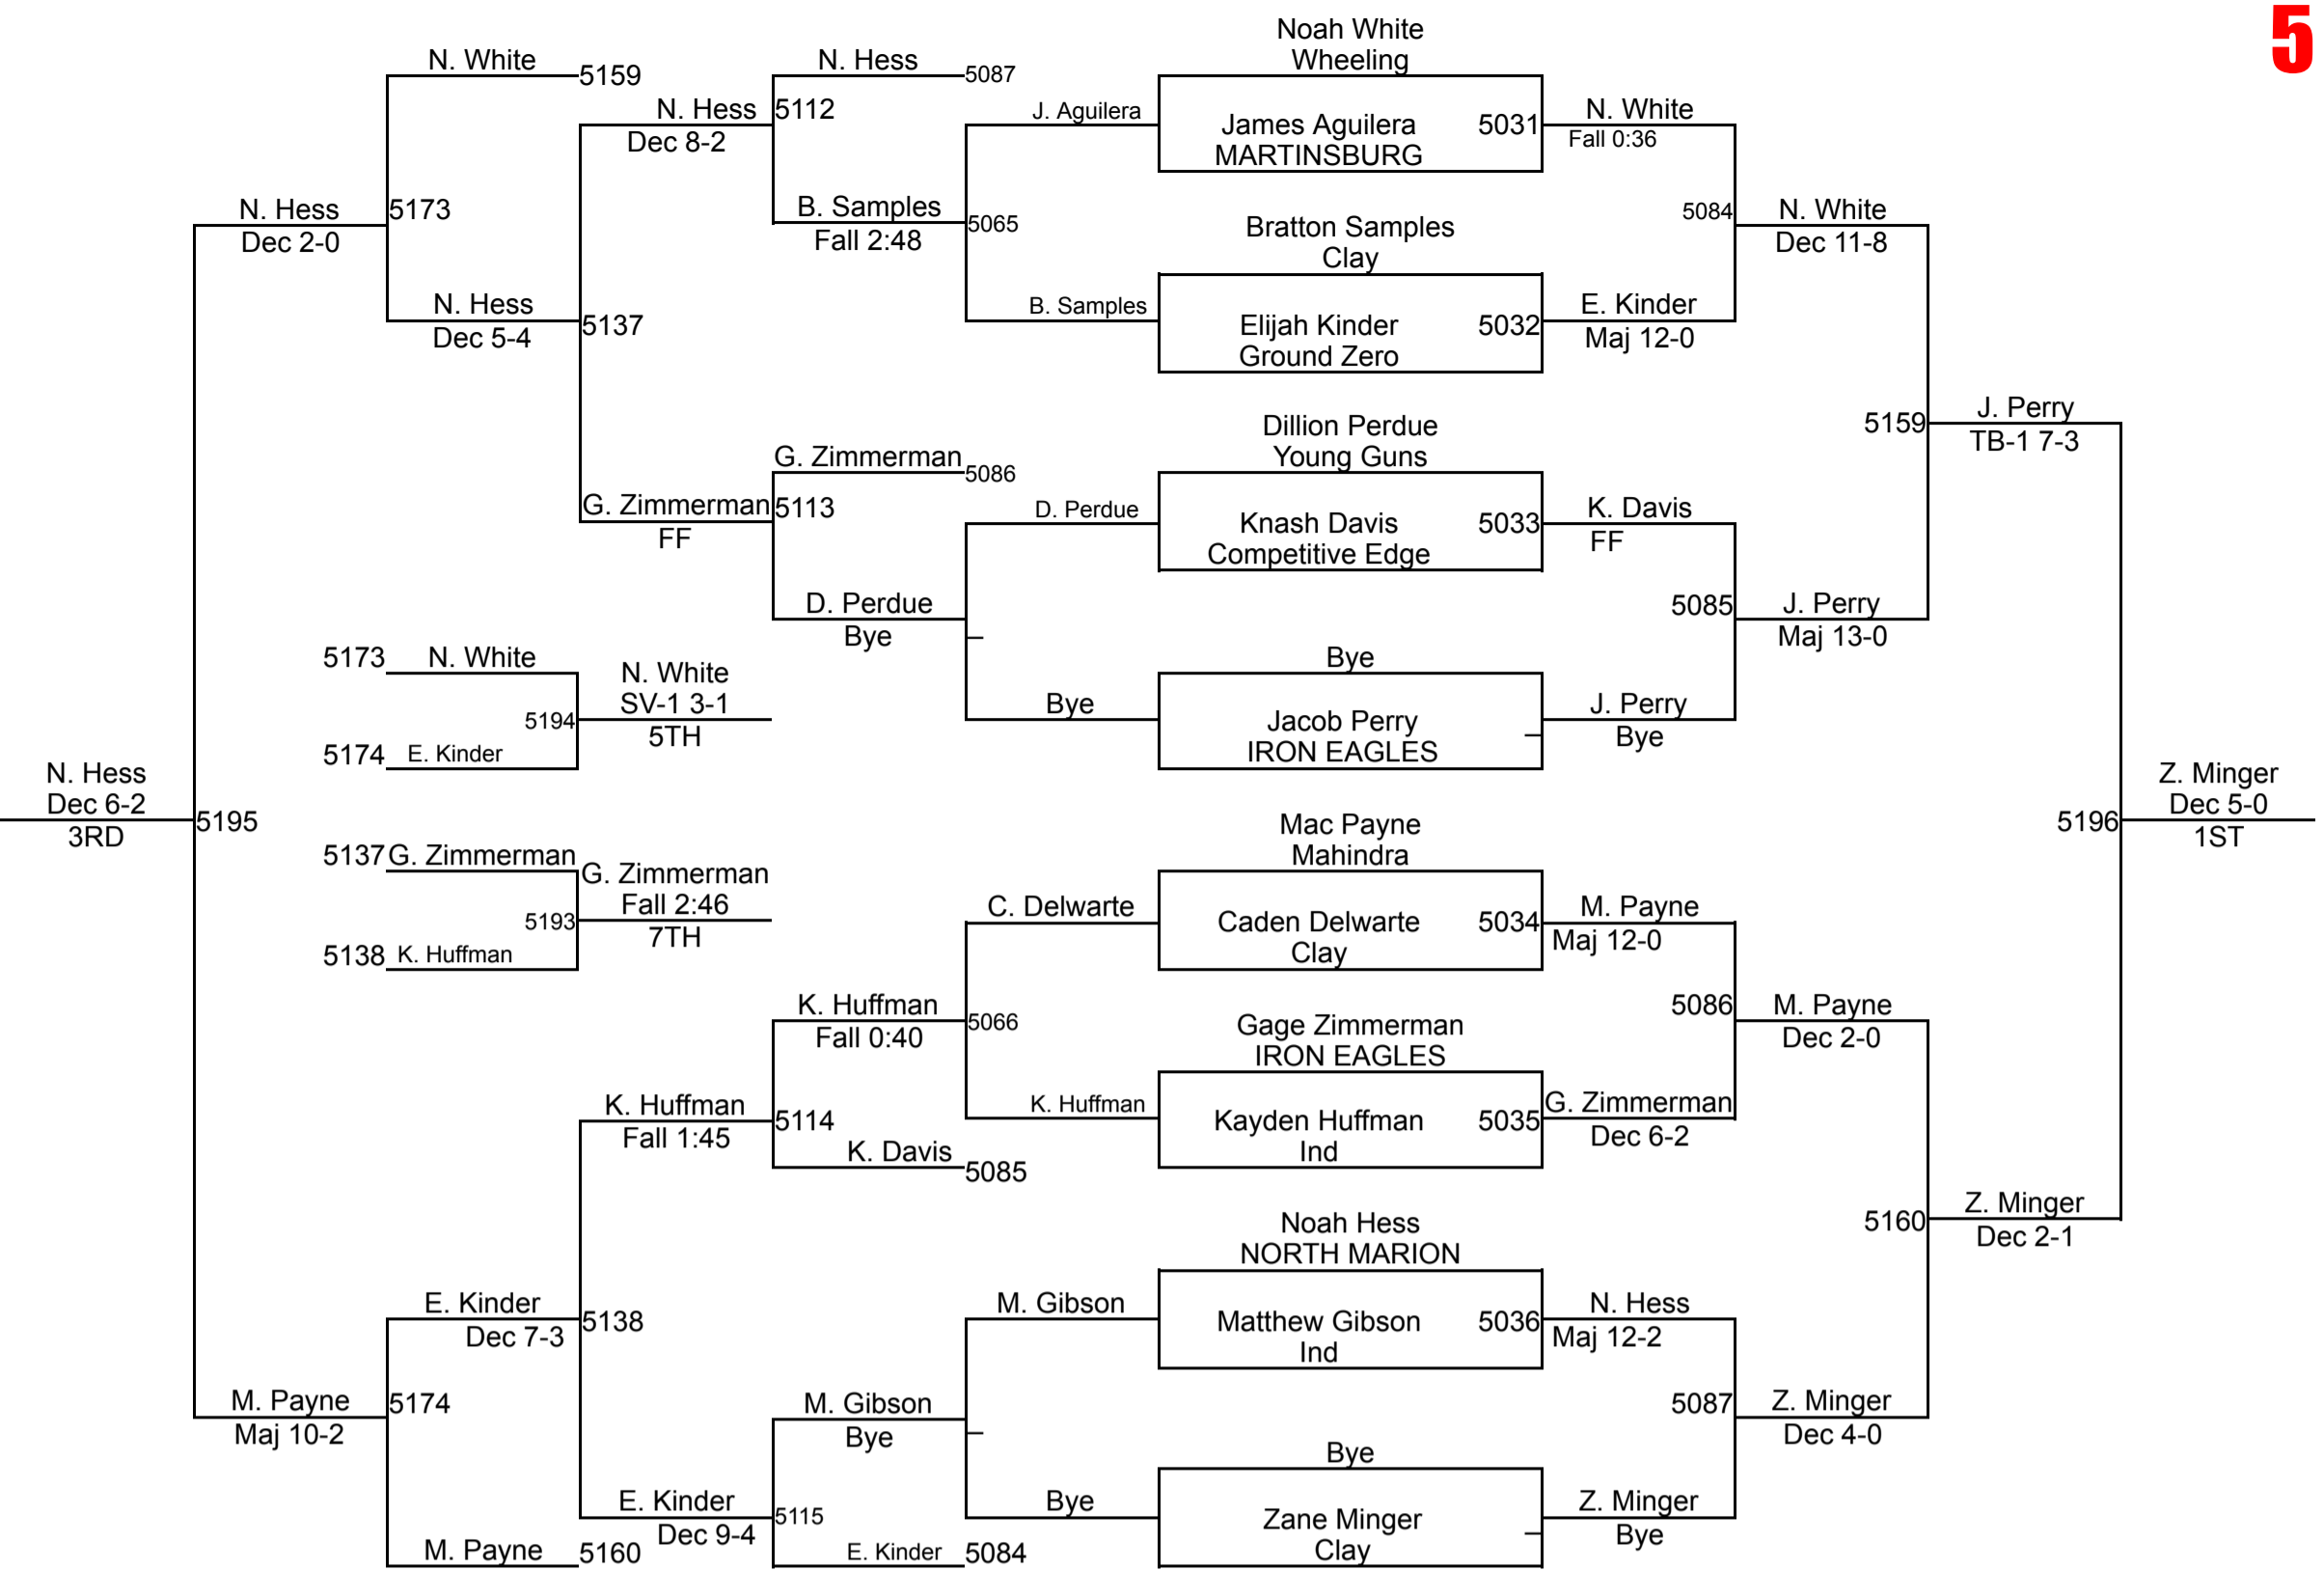 5
Noah White
Wheeling
N. White
5159
N. Hess
5087
N. Hess
5112
Dec 8-2
J. Aguilera
James Aguilera
5031
MARTINSBURG
N. White
Fall 0:36
N. Hess
5173
Dec 2-0
B. Samples
Fall 2:48
5065
Bratton Samples
Clay
5084
N. White
Dec 11-8
N. Hess
Dec 5-4
5137
B. Samples
Elijah Kinder
5032
Ground Zero
E. Kinder
Maj 12-0
Dillion Perdue
Young Guns
5159
J. Perry
TB-1 7-3
G. Zimmerman
5086
G. Zimmerman
5113
FF
D. Perdue
Knash Davis
5033
Competitive Edge
K. Davis
FF
D. Perdue
Bye
5085
J. Perry
Maj 13-0
5173
N. White
N. White
SV-1 3-1
5194
5TH
5174
E. Kinder
Bye
Bye
Jacob Perry
IRON EAGLES
J. Perry
Bye
N. Hess
Dec 6-2
3RD
5195
Z. Minger
Dec 5-0
5196
1ST
5137
G. Zimmerman
G. Zimmerman
Fall 2:46
5193
7TH
5138
K. Huffman
Mac Payne
Mahindra
C. Delwarte
Caden Delwarte
5034
Clay
M. Payne
Maj 12-0
K. Huffman
Fall 0:40
5066
Gage Zimmerman
IRON EAGLES
5086
M. Payne
Dec 2-0
K. Huffman
Fall 1:45
5114
K. Davis
5085
K. Huffman
Kayden Huffman
5035
Ind
G. Zimmerman
Dec 6-2
Noah Hess
NORTH MARION
5160
Z. Minger
Dec 2-1
E. Kinder
Dec 7-3
5138
M. Gibson
Matthew Gibson
5036
Ind
N. Hess
Maj 12-2
M. Payne
5174
Maj 10-2
M. Gibson
Bye
5087
Z. Minger
Dec 4-0
Bye
E. Kinder
Dec 9-4
5115
Bye
Zane Minger
Clay
Z. Minger
Bye
M. Payne
5160
E. Kinder
5084